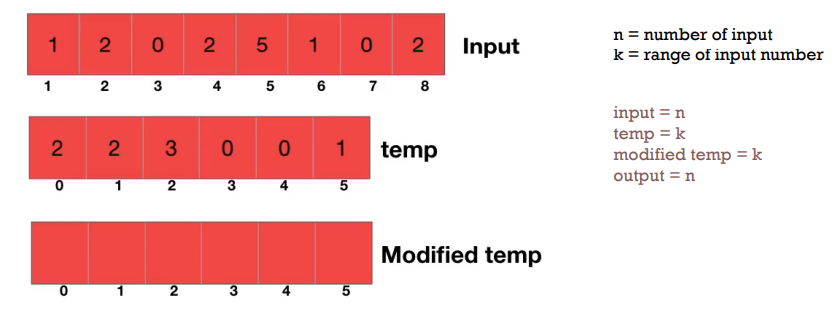 1 2 0 2 5 1 0 2 Input
1 2 3 4 5 6 7 8
2 2 3 0 0 1 temp
0 1 2 3 4 5
Modified temp
0 1 2 3 4 5
n = number of input
k = range of input number
input = n
temp = k
modified temp = k
output = n